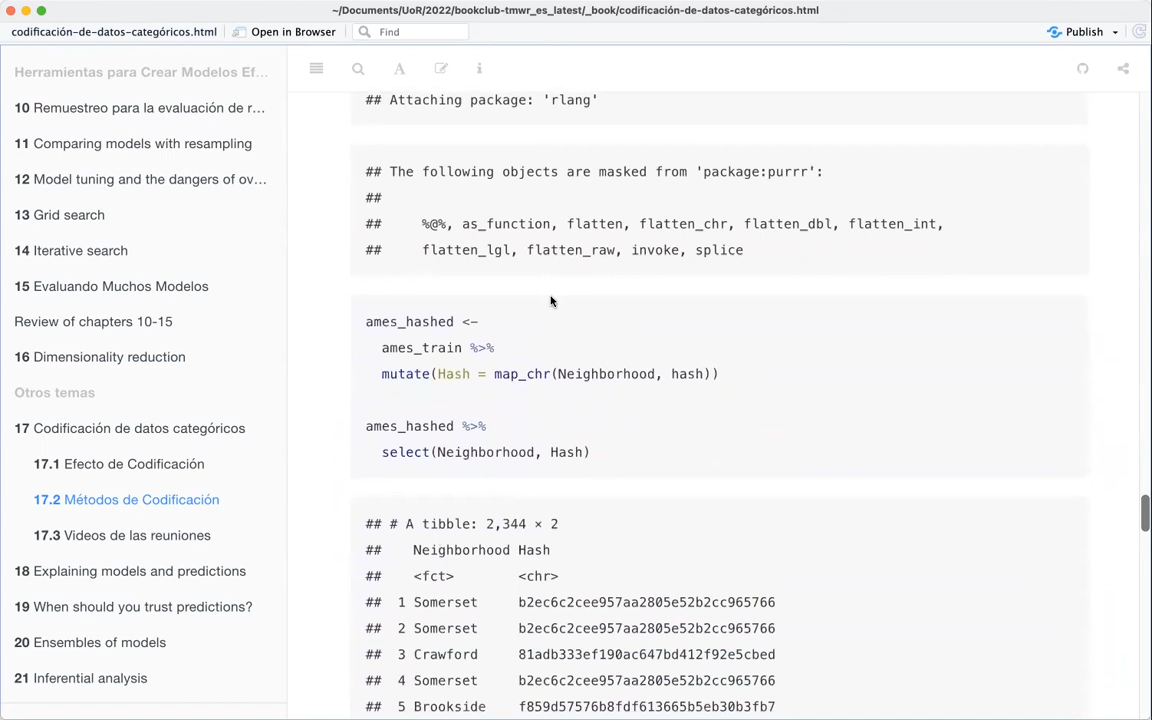 ~/Documents/UoR/2022/bookclub-tmwr_es_latest/_book/codificación-de-datos-categóricos.html
codificación-de-datos-categóricos.html
Open in Browser
Find
Publish
Herramientas para Crear Modelos Ef...
10 Remuestreo para la evaluación de r...
11 Comparing models with resampling
12 Model tuning and the dangers of ov...
13 Grid search
14 Iterative search
15 Evaluando Muchos Modelos
Review of chapters 10-15
16 Dimensionality reduction
Otros temas
17 Codificación de datos categóricos
17.1 Efecto de Codificación
17.2 Métodos de Codificación
17.3 Videos de las reuniones
18 Explaining models and predictions
19 When should you trust predictions?
20 Ensembles of models
21 Inferential analysis
## Attaching package: 'rlang'
## The following objects are masked from 'package:purrr':
##
##     %@%, as_function, flatten, flatten_chr, flatten_dbl, flatten_int,
##     flatten_lgl, flatten_raw, invoke, splice
ames_hashed <-
  ames_train %>%
  mutate(Hash = map_chr(Neighborhood, hash))
ames_hashed %>%
  select(Neighborhood, Hash)
## # A tibble: 2,344 × 2
##    Neighborhood Hash
##    <fct>        <chr>
##  1 Somerset     b2ec6c2cee957aa2805e52b2cc965766
##  2 Somerset     b2ec6c2cee957aa2805e52b2cc965766
##  3 Crawford     81adb333ef190ac647bd412f92e5cbed
##  4 Somerset     b2ec6c2cee957aa2805e52b2cc965766
##  5 Brookside    f859d57576b8fdf613665b5eb30b3fb7